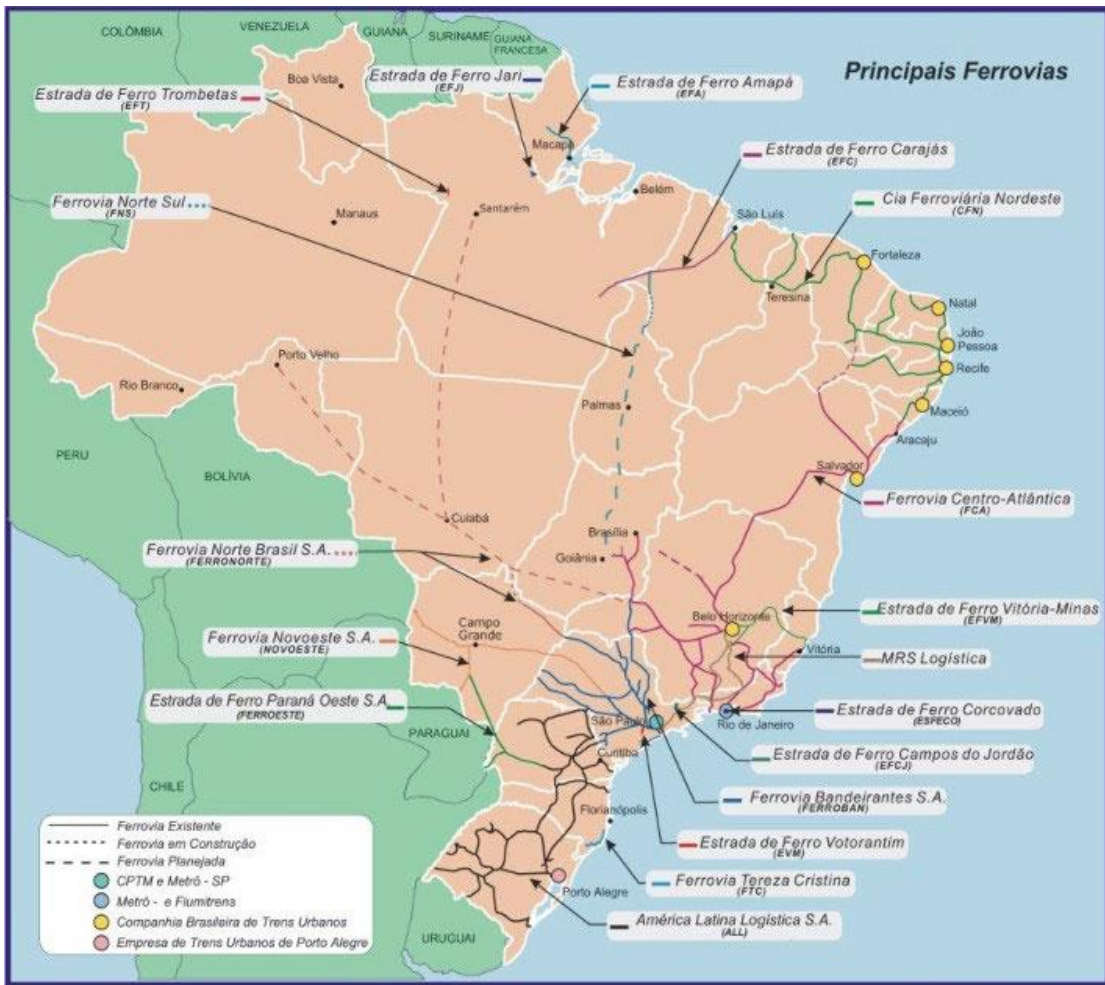 COLÔMBIA
VENEZUELA
GUIANA
SURINAME
GUIANA
FRANCESA
Principais Ferrovias
Boa Vista
Estrada de Ferro Jari
(EFJ)
Estrada de Ferro Amapá
(EFA)
Estrada de Ferro Trombetas
(EFT)
Macapá
Estrada de Ferro Carajás
(EFC)
Belém
Ferrovia Norte Sul
(FNS)
Manaus
Santarém
São Luís
Cia Ferroviária Nordeste
(CFN)
Fortaleza
Teresina
Natal
João
Pessoa
Porto Velho
Recife
Rio Branco
Palmas
Maceió
Aracaju
PERU
BOLÍVIA
Salvador
Ferrovia Centro-Atlântica
(FCA)
Cuiabá
Brasília
Ferrovia Norte Brasil S.A.
(FERRONORTE)
Goiânia
Estrada de Ferro Vitória-Minas
(EFVM)
Belo Horizonte
Campo
Grande
Ferrovia Novoeste S.A.
(NOVOESTE)
Vitória
MRS Logística
Estrada de Ferro Paraná Oeste S.A
(FERROESTE)
PARAGUAI
São Paulo
Rio de Janeiro
Estrada de Ferro Corcovado
(ESFECO)
Curitiba
Estrada de Ferro Campos do Jordão
(EFCJ)
CHILE
Ferrovia Bandeirantes S.A.
(FERROBAN)
Florianópolis
Estrada de Ferro Votorantim
(EVM)
Ferrovia Tereza Cristina
(FTC)
Porto Alegre
América Latina Logística S.A.
(ALL)
URUGUAI
Ferrovia Existente
Ferrovia em Construção
Ferrovia Planejada
CPTM e Metrô - SP
Metrô - e Flumitrens
Companhia Brasileira de Trens Urbanos
Empresa de Trens Urbanos de Porto Alegre